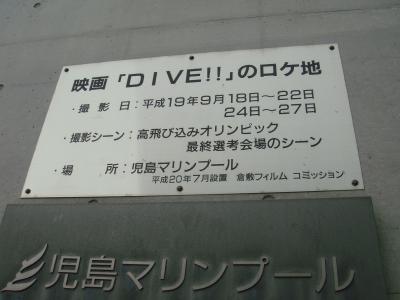 映画「DIVE!!」のロケ地
・撮影日：平成19年9月18日～22日
24日～27日
・撮影シーン：高飛び込みオリンピック
最終選考会場のシーン
・場　所：児島マリンプール
平成20年7月設置　倉敷フィルム コミッション
児島マリンプール